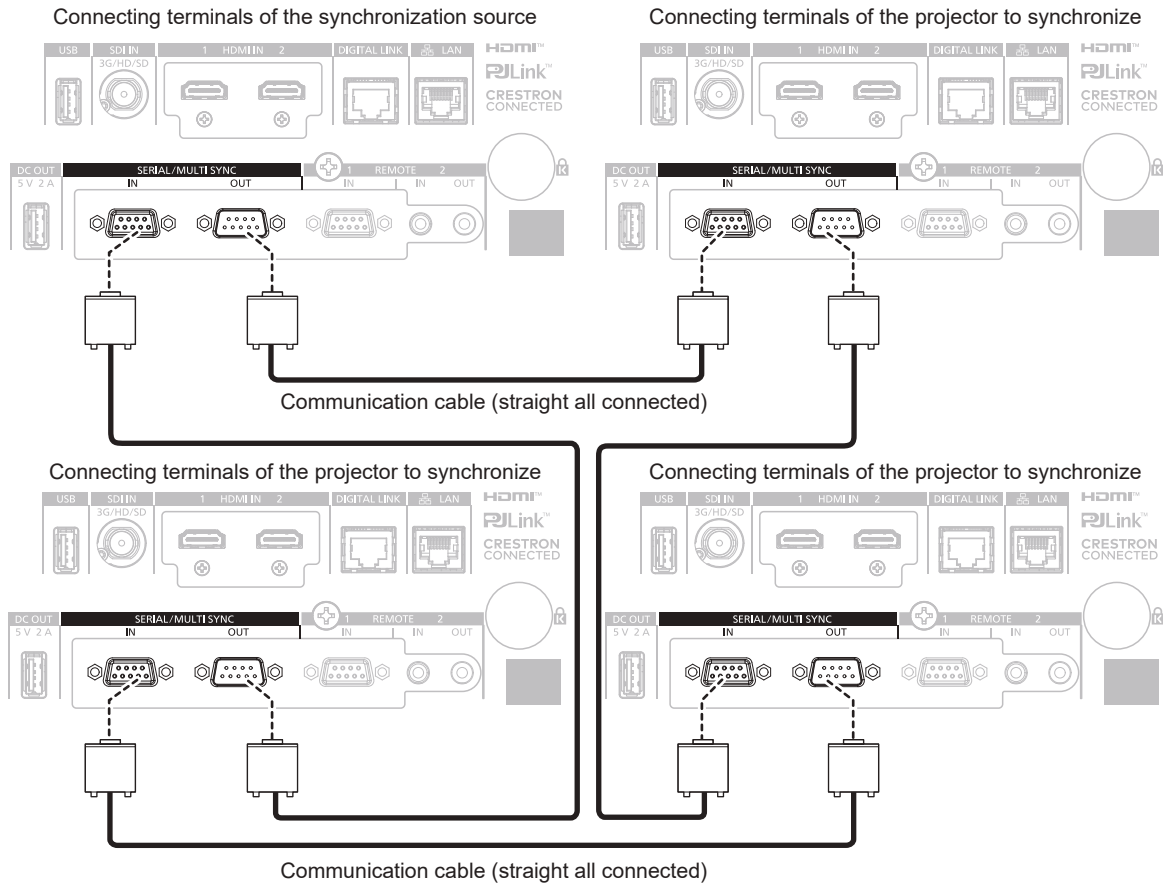 Connecting terminals of the synchronization source
USB SDI IN 1 HDMI IN 2 DIGITAL LINK LAN HDMI™
3G/HD/SD
PJLink™
CRESTRON
CONNECTED
DC OUT SERIAL/MULTI SYNC 1 REMOTE 2
5 V 2 A IN OUT IN IN OUT
Connecting terminals of the projector to synchronize
USB SDI IN 1 HDMI IN 2 DIGITAL LINK LAN HDMI™
3G/HD/SD
PJLink™
CRESTRON
CONNECTED
DC OUT SERIAL/MULTI SYNC 1 REMOTE 2
5 V 2 A IN OUT IN IN OUT
Communication cable (straight all connected)
Connecting terminals of the projector to synchronize
USB SDI IN 1 HDMI IN 2 DIGITAL LINK LAN HDMI™
3G/HD/SD
PJLink™
CRESTRON
CONNECTED
DC OUT SERIAL/MULTI SYNC 1 REMOTE 2
5 V 2 A IN OUT IN IN OUT
Connecting terminals of the projector to synchronize
USB SDI IN 1 HDMI IN 2 DIGITAL LINK LAN HDMI™
3G/HD/SD
PJLink™
CRESTRON
CONNECTED
DC OUT SERIAL/MULTI SYNC 1 REMOTE 2
5 V 2 A IN OUT IN IN OUT
Communication cable (straight all connected)